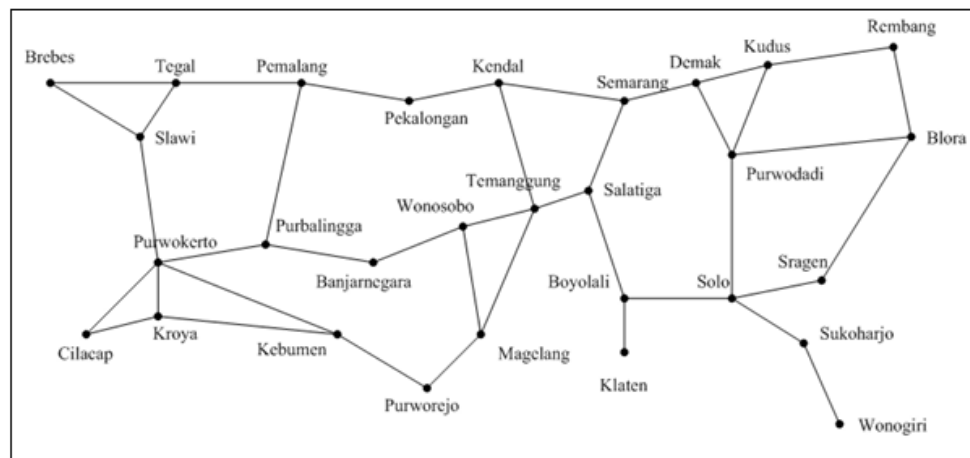 Rembang
Kudus
Brebes
Tegal
Pemalang
Kendal
Demak
Semarang
Pekalongan
Slawi
Blora
Purwodadi
Temanggung
Salatiga
Wonosobo
Purbalingga
Purwokerto
Banjarnegara
Boyolali
Solo
Sragen
Kroya
Sukoharjo
Cilacap
Kebumen
Magelang
Klaten
Purworejo
Wonogiri